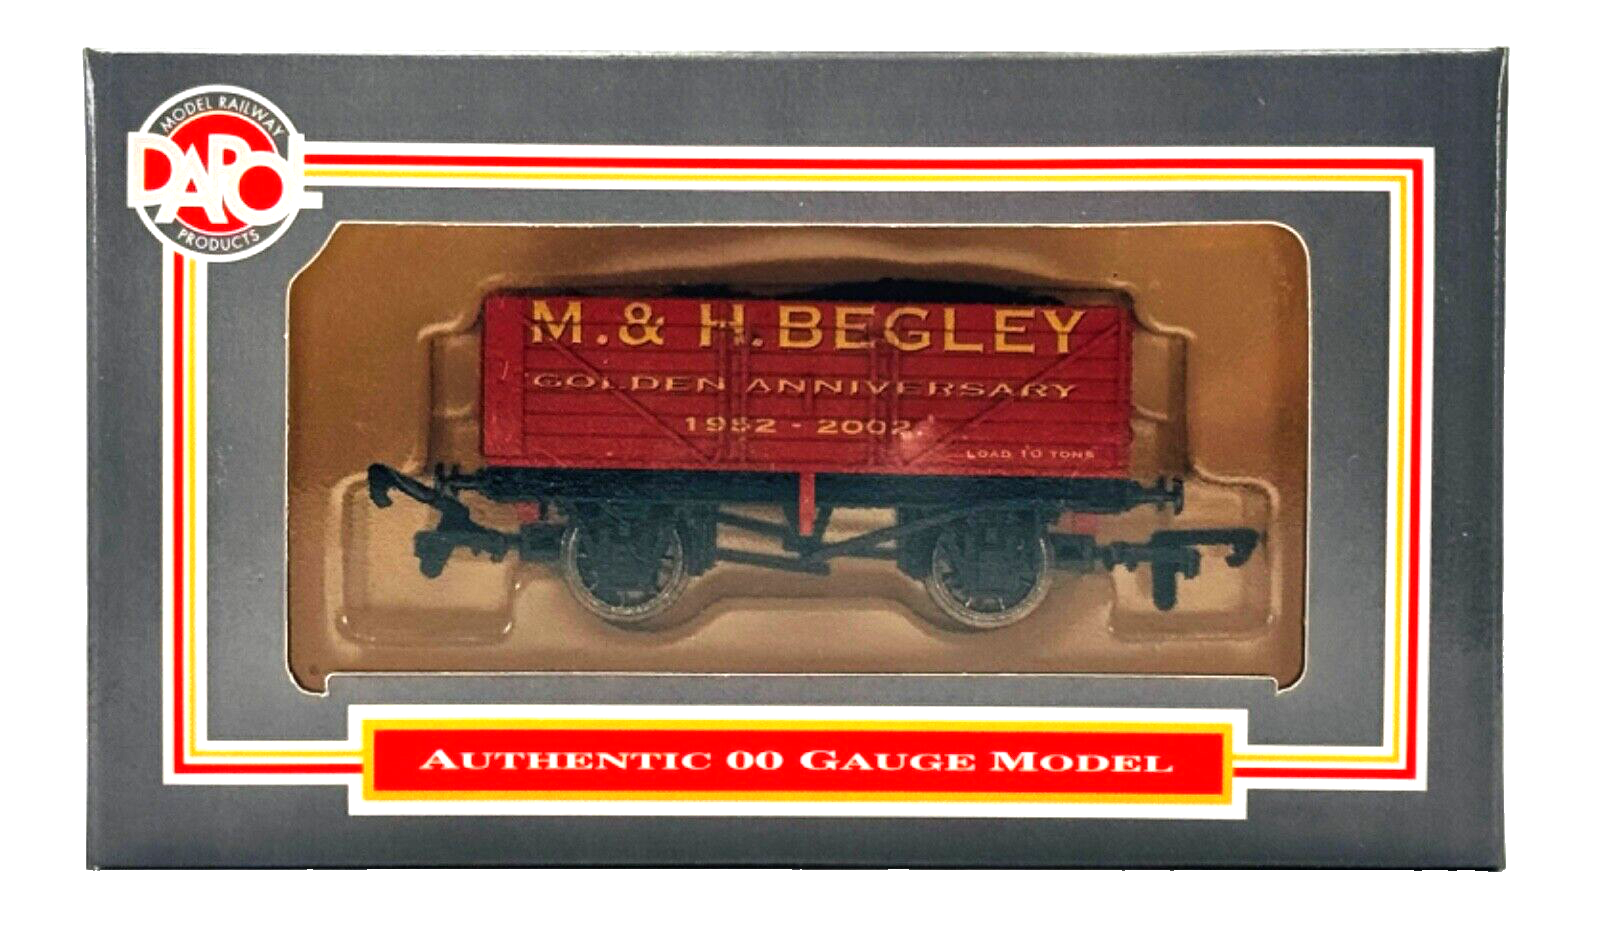 MODEL RAILWAY
DAPOL
PRODUCTS
M. & H. BEGLEY
GOLDEN ANNIVERSARY
1952 - 2002
LOAD 10 TONS
AUTHENTIC 00 GAUGE MODEL